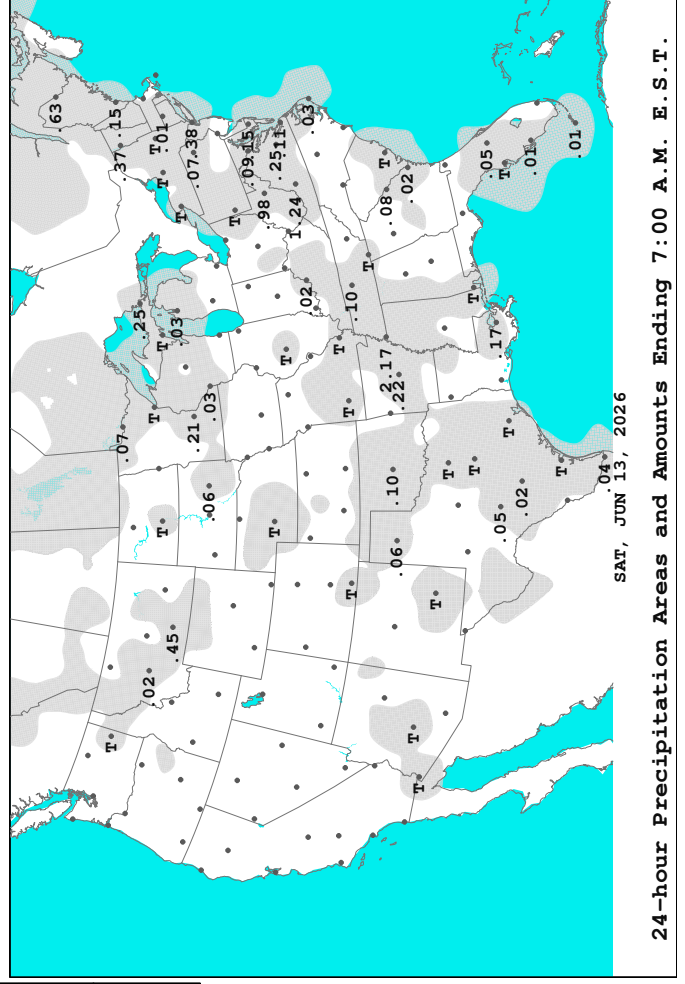 .63
T
.15
.07
.37
.25
.02
T
T
.01
T
T
T
.45
.03
T
.21
.07
.38
.06
.03
T
.09
.15
.98
T
.25
.11
T
1.24
.02
.03
T
T
T
.10
T
T
2.17
.08
.10
.06
.22
.02
T
T
T
T
T
T
.05
.17
.05
T
T
.02
.01
T
.01
.04
SAT, JUN 13, 2026
24-hour Precipitation Areas and Amounts Ending 7:00 A.M. E.S.T.